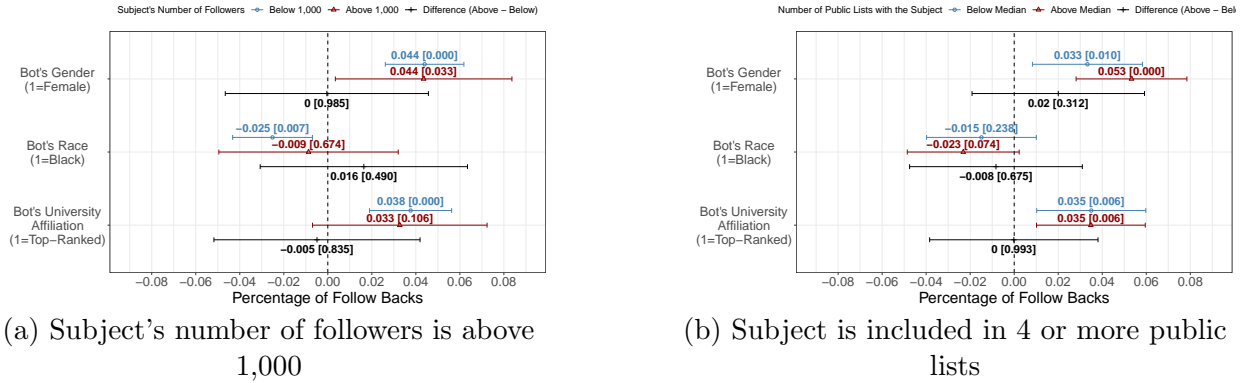 Subject's Number of Followers Below 1,000 Above 1,000 Difference (Above − Below)
Bot's Gender
(1=Female)
0.044 [0.000]
0.044 [0.033]
0 [0.985]
Bot's Race
(1=Black)
−0.025 [0.007]
−0.009 [0.674]
0.016 [0.490]
Bot's University
Affiliation
(1=Top−Ranked)
0.038 [0.000]
0.033 [0.106]
−0.005 [0.835]
−0.08 −0.06 −0.04 −0.02 0.00 0.02 0.04 0.06 0.08
Percentage of Follow Backs
(a) Subject's number of followers is above
1,000
Number of Public Lists with the Subject Below Median Above Median Difference (Above − Belo
Bot's Gender
(1=Female)
0.033 [0.010]
0.053 [0.000]
0.02 [0.312]
Bot's Race
(1=Black)
−0.015 [0.238]
−0.023 [0.074]
−0.008 [0.675]
Bot's University
Affiliation
(1=Top−Ranked)
0.035 [0.006]
0.035 [0.006]
0 [0.993]
−0.08 −0.06 −0.04 −0.02 0.00 0.02 0.04 0.06 0.08
Percentage of Follow Backs
(b) Subject is included in 4 or more public
lists